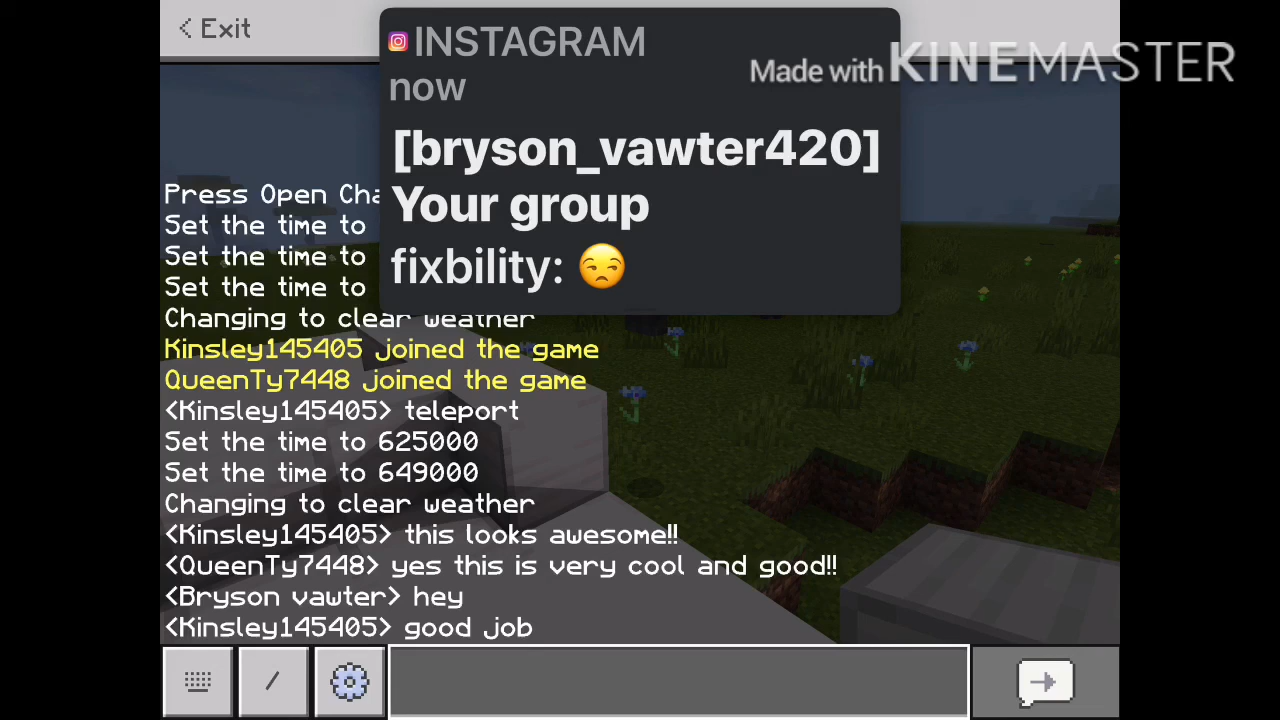 < Exit
INSTAGRAM
now
Made with KINEMASTER
[bryson_vawter420]
Your group
fixbility: 😒
Press Open Cha
Set the time to
Set the time to
Set the time to
Changing to clear weather
Kinsley145405 joined the game
QueenTy7448 joined the game
<Kinsley145405> teleport
Set the time to 625000
Set the time to 649000
Changing to clear weather
<Kinsley145405> this looks awesome!!
<QueenTy7448> yes this is very cool and good!!
<Bryson vawter> hey
<Kinsley145405> good job
/